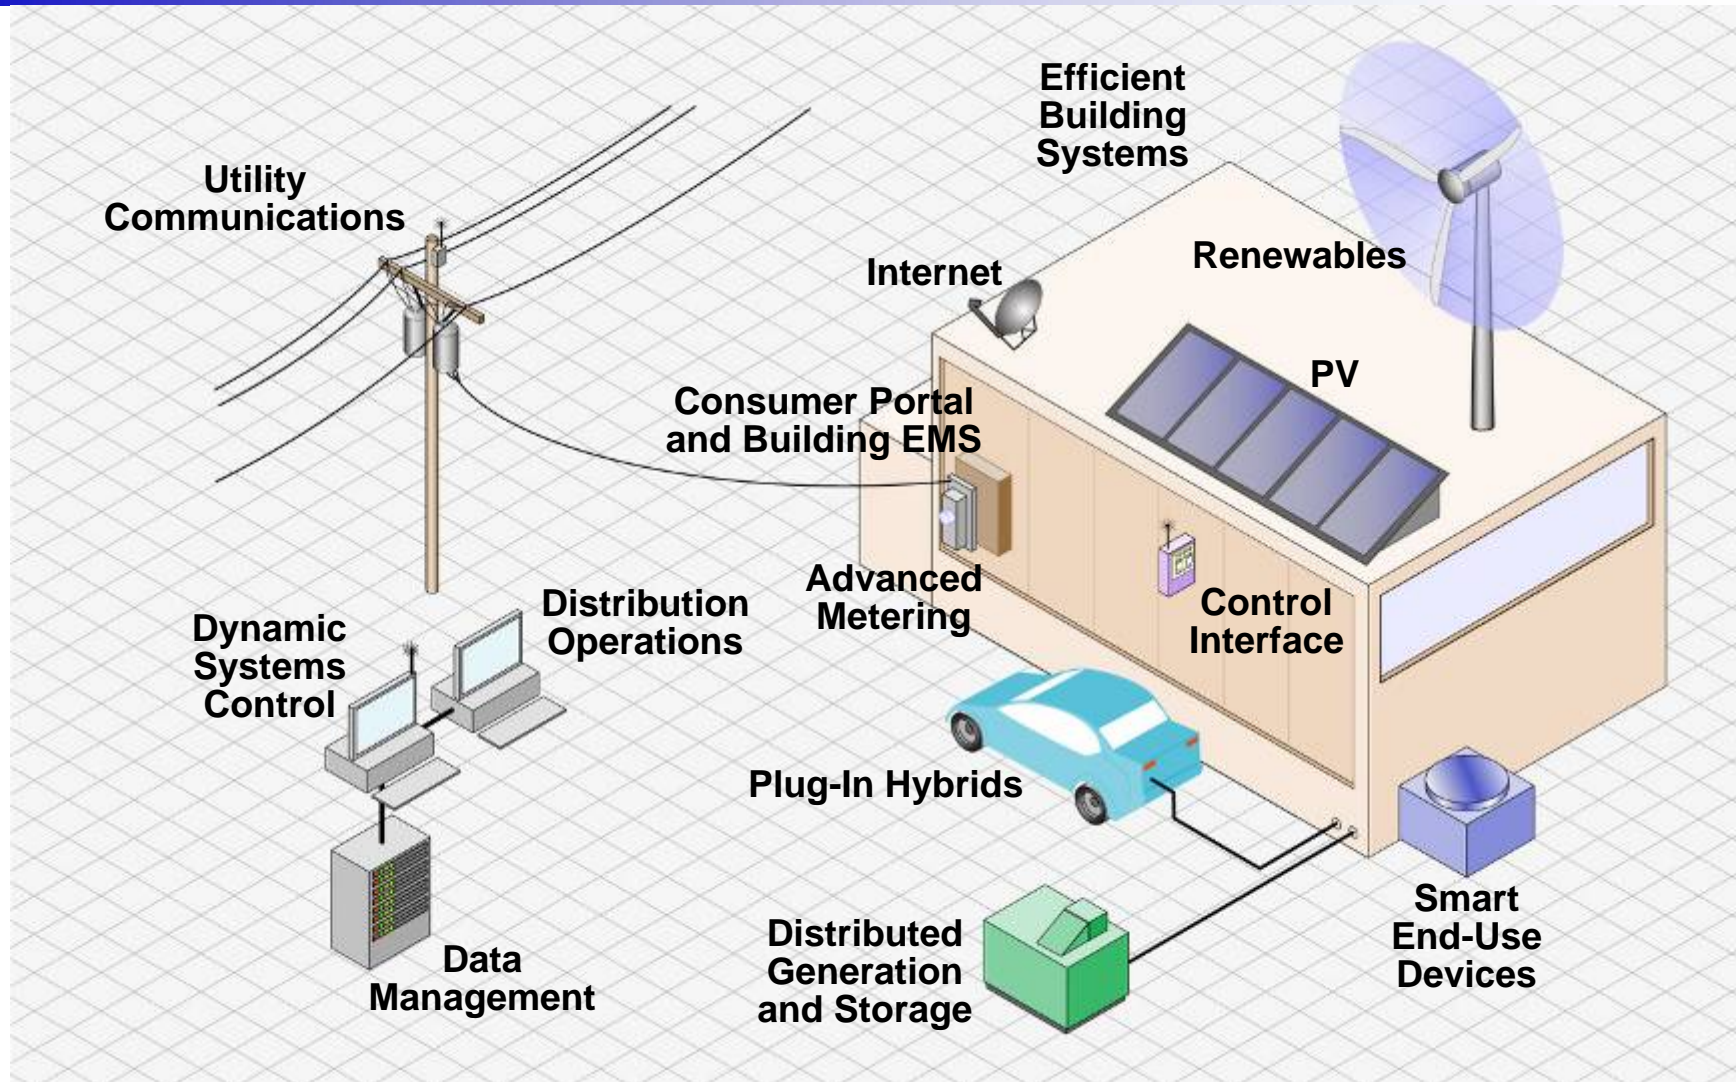 Efficient
Building
Systems
Utility
Communications
Renewables
Internet
PV
Consumer Portal
and Building EMS
Advanced
Metering
Control
Interface
Distribution
Operations
Dynamic
Systems
Control
Plug-In Hybrids
Smart
End-Use
Devices
Distributed
Generation
and Storage
Data
Management